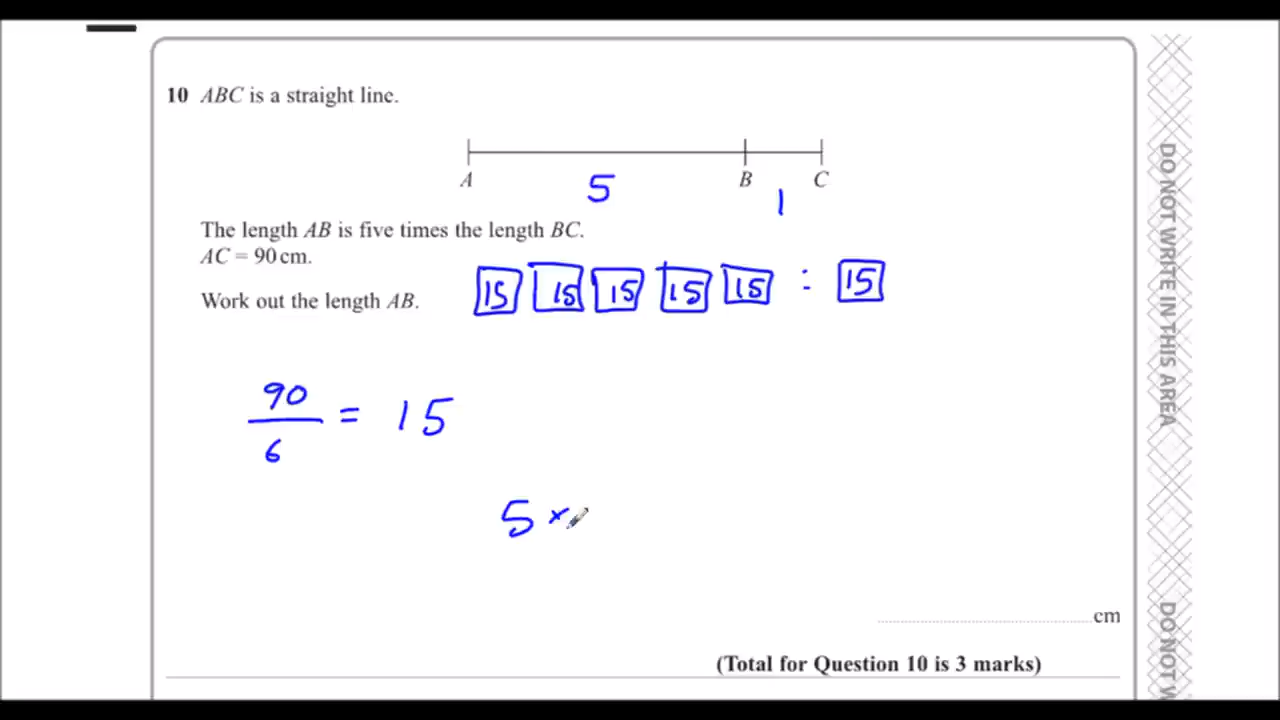 10 ABC is a straight line.
A B C
5 1
The length AB is five times the length BC.
AC = 90 cm.
15 15 15 15 15 : 15
Work out the length AB.
90
6
= 15
5 ×
cm
(Total for Question 10 is 3 marks)
DO NOT WRITE IN THIS AREA
DO NOT W